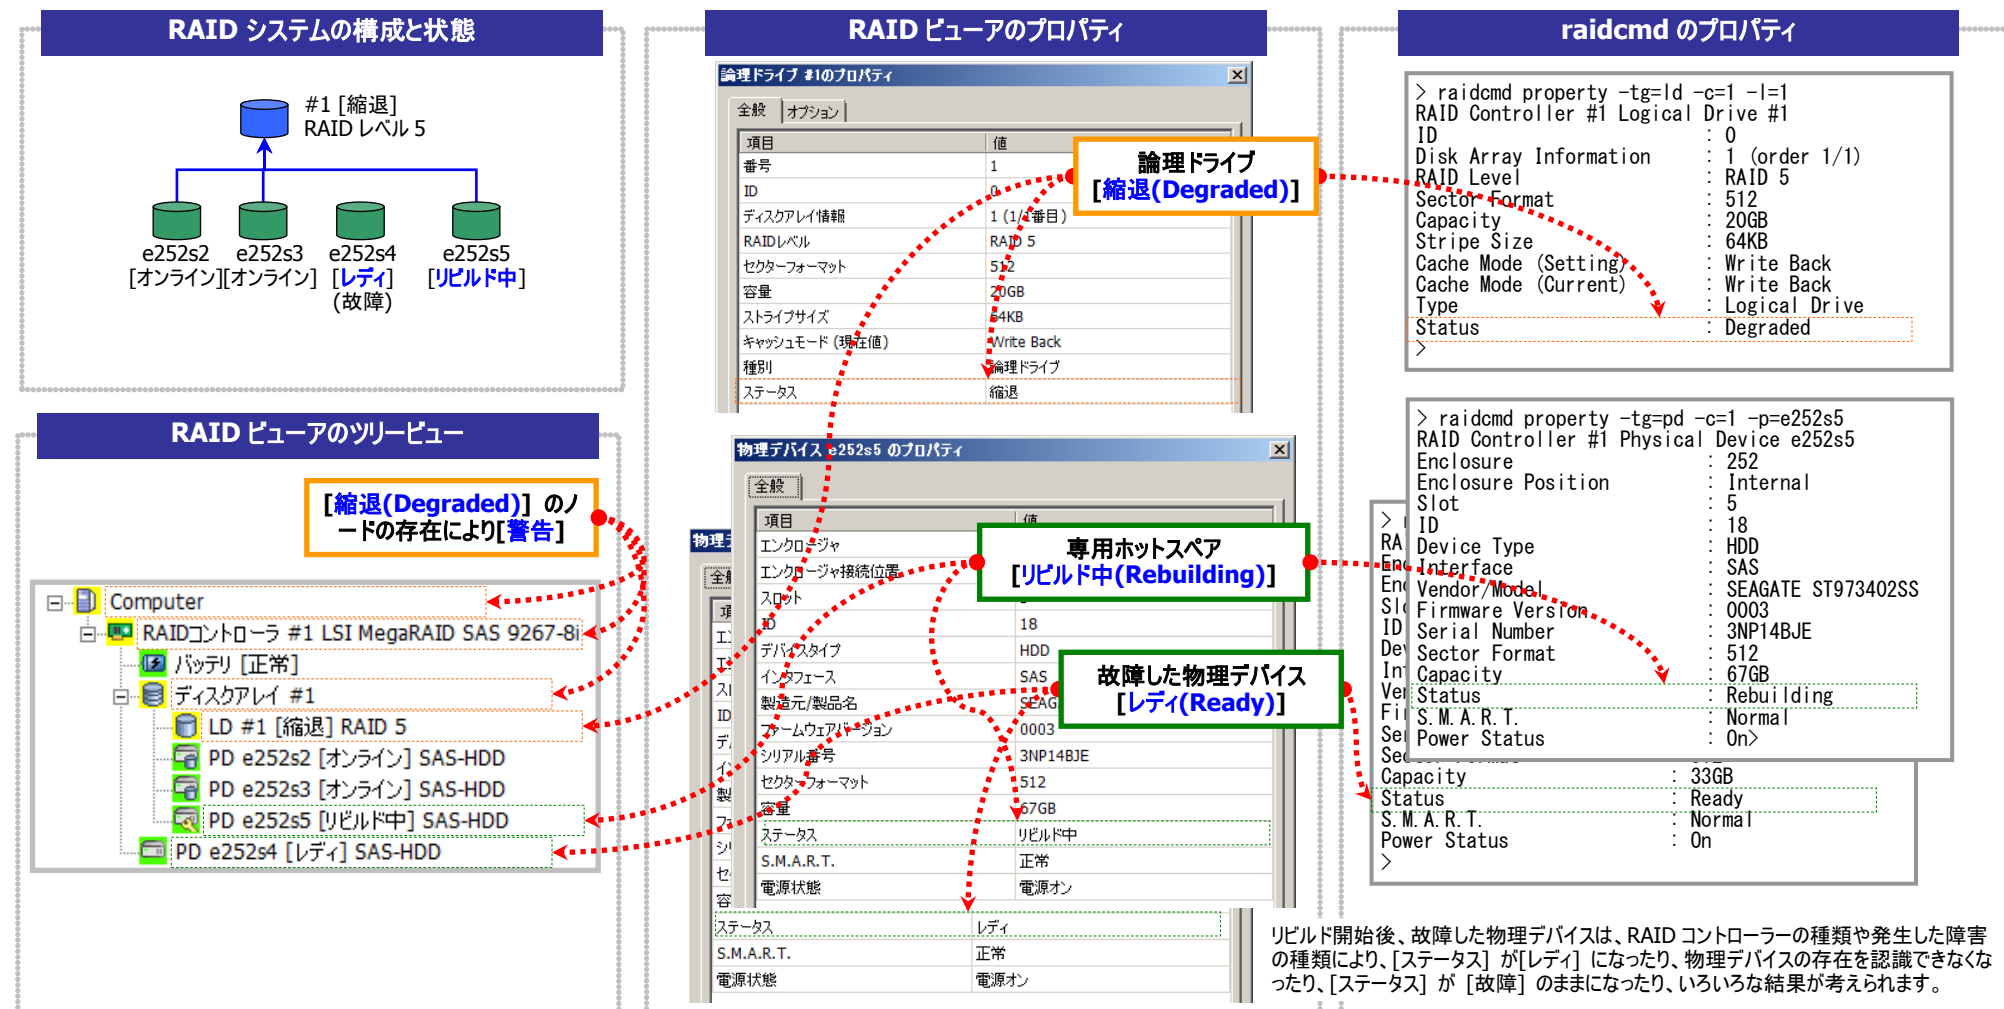 RAID システムの構成と状態
#1 [縮退]
RAID レベル 5
e252s2
[オンライン]
e252s3
[オンライン]
e252s4
[レディ]
(故障)
e252s5
[リビルド中]
RAID ビューアのツリービュー
[縮退(Degraded)] のノ
ードの存在により[警告]
Computer
RAIDコントローラ #1 LSI MegaRAID SAS 9267-8i
バッテリ [正常]
ディスクアレイ #1
LD #1 [縮退] RAID 5
PD e252s2 [オンライン] SAS-HDD
PD e252s3 [オンライン] SAS-HDD
PD e252s5 [リビルド中] SAS-HDD
PD e252s4 [レディ] SAS-HDD
RAID ビューアのプロパティ
論理ドライブ #1のプロパティ
全般 オプション
項目 値
番号 1
ID 0
ディスクアレイ情報 1 (1/1番目)
RAIDレベル RAID 5
セクターフォーマット 512
容量 20GB
ストライプサイズ 64KB
キャッシュモード (現在値) Write Back
種別 論理ドライブ
ステータス 縮退
論理ドライブ
[縮退(Degraded)]
物理デバイス e252s5 のプロパティ
全般
項目 値
エンクロージャ
エンクロージャ接続位置
スロット
ID 18
デバイスタイプ HDD
インタフェース SAS
製造元/製品名 SEAG
ファームウェアバージョン 0003
シリアル番号 3NP14BJE
セクターフォーマット 512
容量 67GB
ステータス リビルド中
S.M.A.R.T. 正常
電源状態 電源オン
専用ホットスペア
[リビルド中(Rebuilding)]
故障した物理デバイス
[レディ(Ready)]
ステータス レディ
S.M.A.R.T. 正常
電源状態 電源オン
raidcmd のプロパティ
> raidcmd property -tg=ld -c=1 -l=1
RAID Controller #1 Logical Drive #1
ID : 0
Disk Array Information : 1 (order 1/1)
RAID Level : RAID 5
Sector Format : 512
Capacity : 20GB
Stripe Size : 64KB
Cache Mode (Setting) : Write Back
Cache Mode (Current) : Write Back
Type : Logical Drive
Status : Degraded
>
> raidcmd property -tg=pd -c=1 -p=e252s5
RAID Controller #1 Physical Device e252s5
Enclosure : 252
Enclosure Position : Internal
Slot : 5
ID : 18
Device Type : HDD
Interface : SAS
Vendor/Model : SEAGATE ST973402SS
Firmware Version : 0003
Serial Number : 3NP14BJE
Sector Format : 512
Capacity : 67GB
Status : Rebuilding
S.M.A.R.T. : Normal
Power Status : On>
Capacity : 33GB
Status : Ready
S.M.A.R.T. : Normal
Power Status : On
>
リビルド開始後、故障した物理デバイスは、RAID コントローラーの種類や発生した障害
の種類により、[ステータス] が[レディ] になったり、物理デバイスの存在を認識できなくな
ったり、[ステータス] が [故障] のままになったり、いろいろな結果が考えられます。